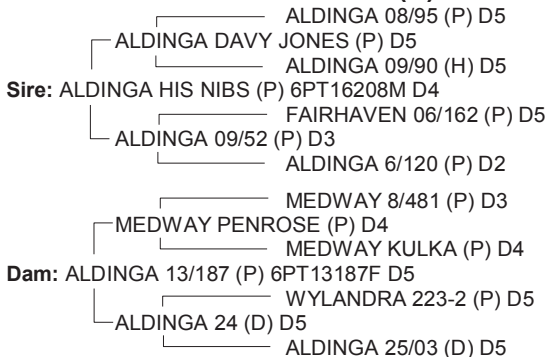 ALDINGA 08/95 (P) D5
ALDINGA DAVY JONES (P) D5
ALDINGA 09/90 (H) D5
Sire: ALDINGA HIS NIBS (P) 6PT16208M D4
FAIRHAVEN 06/162 (P) D5
ALDINGA 09/52 (P) D3
ALDINGA 6/120 (P) D2
MEDWAY 8/481 (P) D3
MEDWAY PENROSE (P) D4
MEDWAY KULKA (P) D4
Dam: ALDINGA 13/187 (P) 6PT13187F D5
WYLANDRA 223-2 (P) D5
ALDINGA 24 (D) D5
ALDINGA 25/03 (D) D5